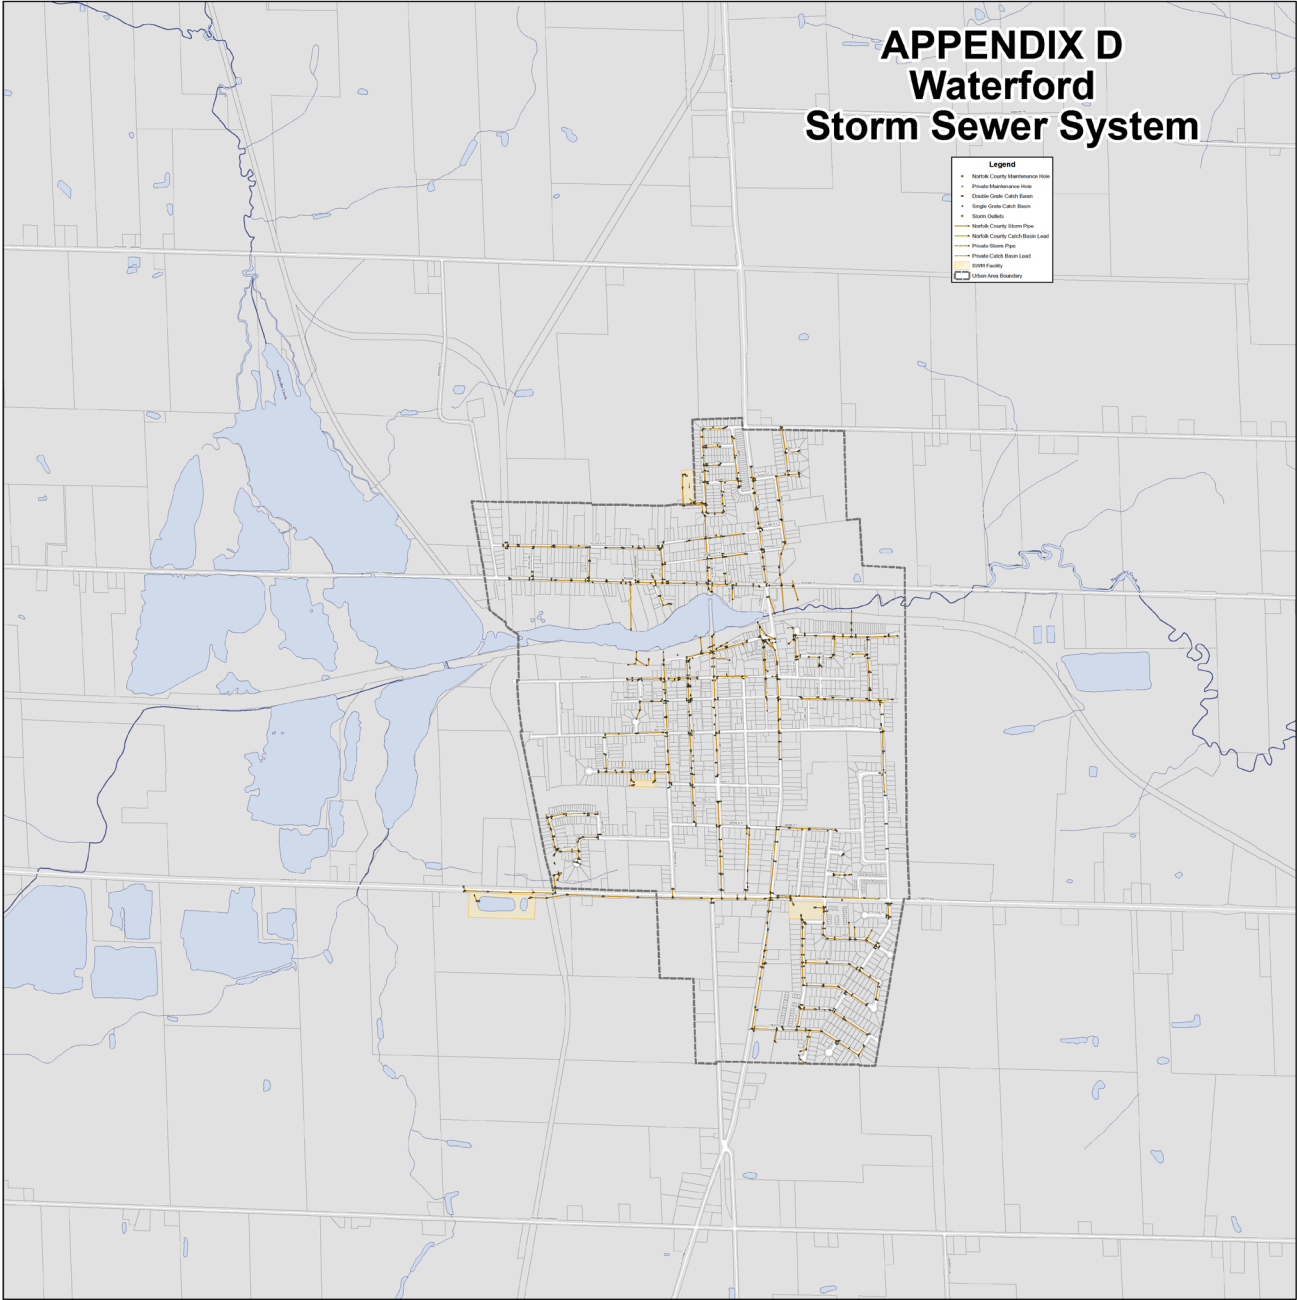 APPENDIX D
Waterford
Storm Sewer System
Legend
Norfolk County Maintenance Hole
Private Maintenance Hole
Double Grate Catch Basin
Single Grate Catch Basin
Storm Outlets
Norfolk County Storm Pipe
Norfolk County Catch Basin Lead
Private Storm Pipe
Private Catch Basin Lead
SWM Facility
Urban Area Boundary